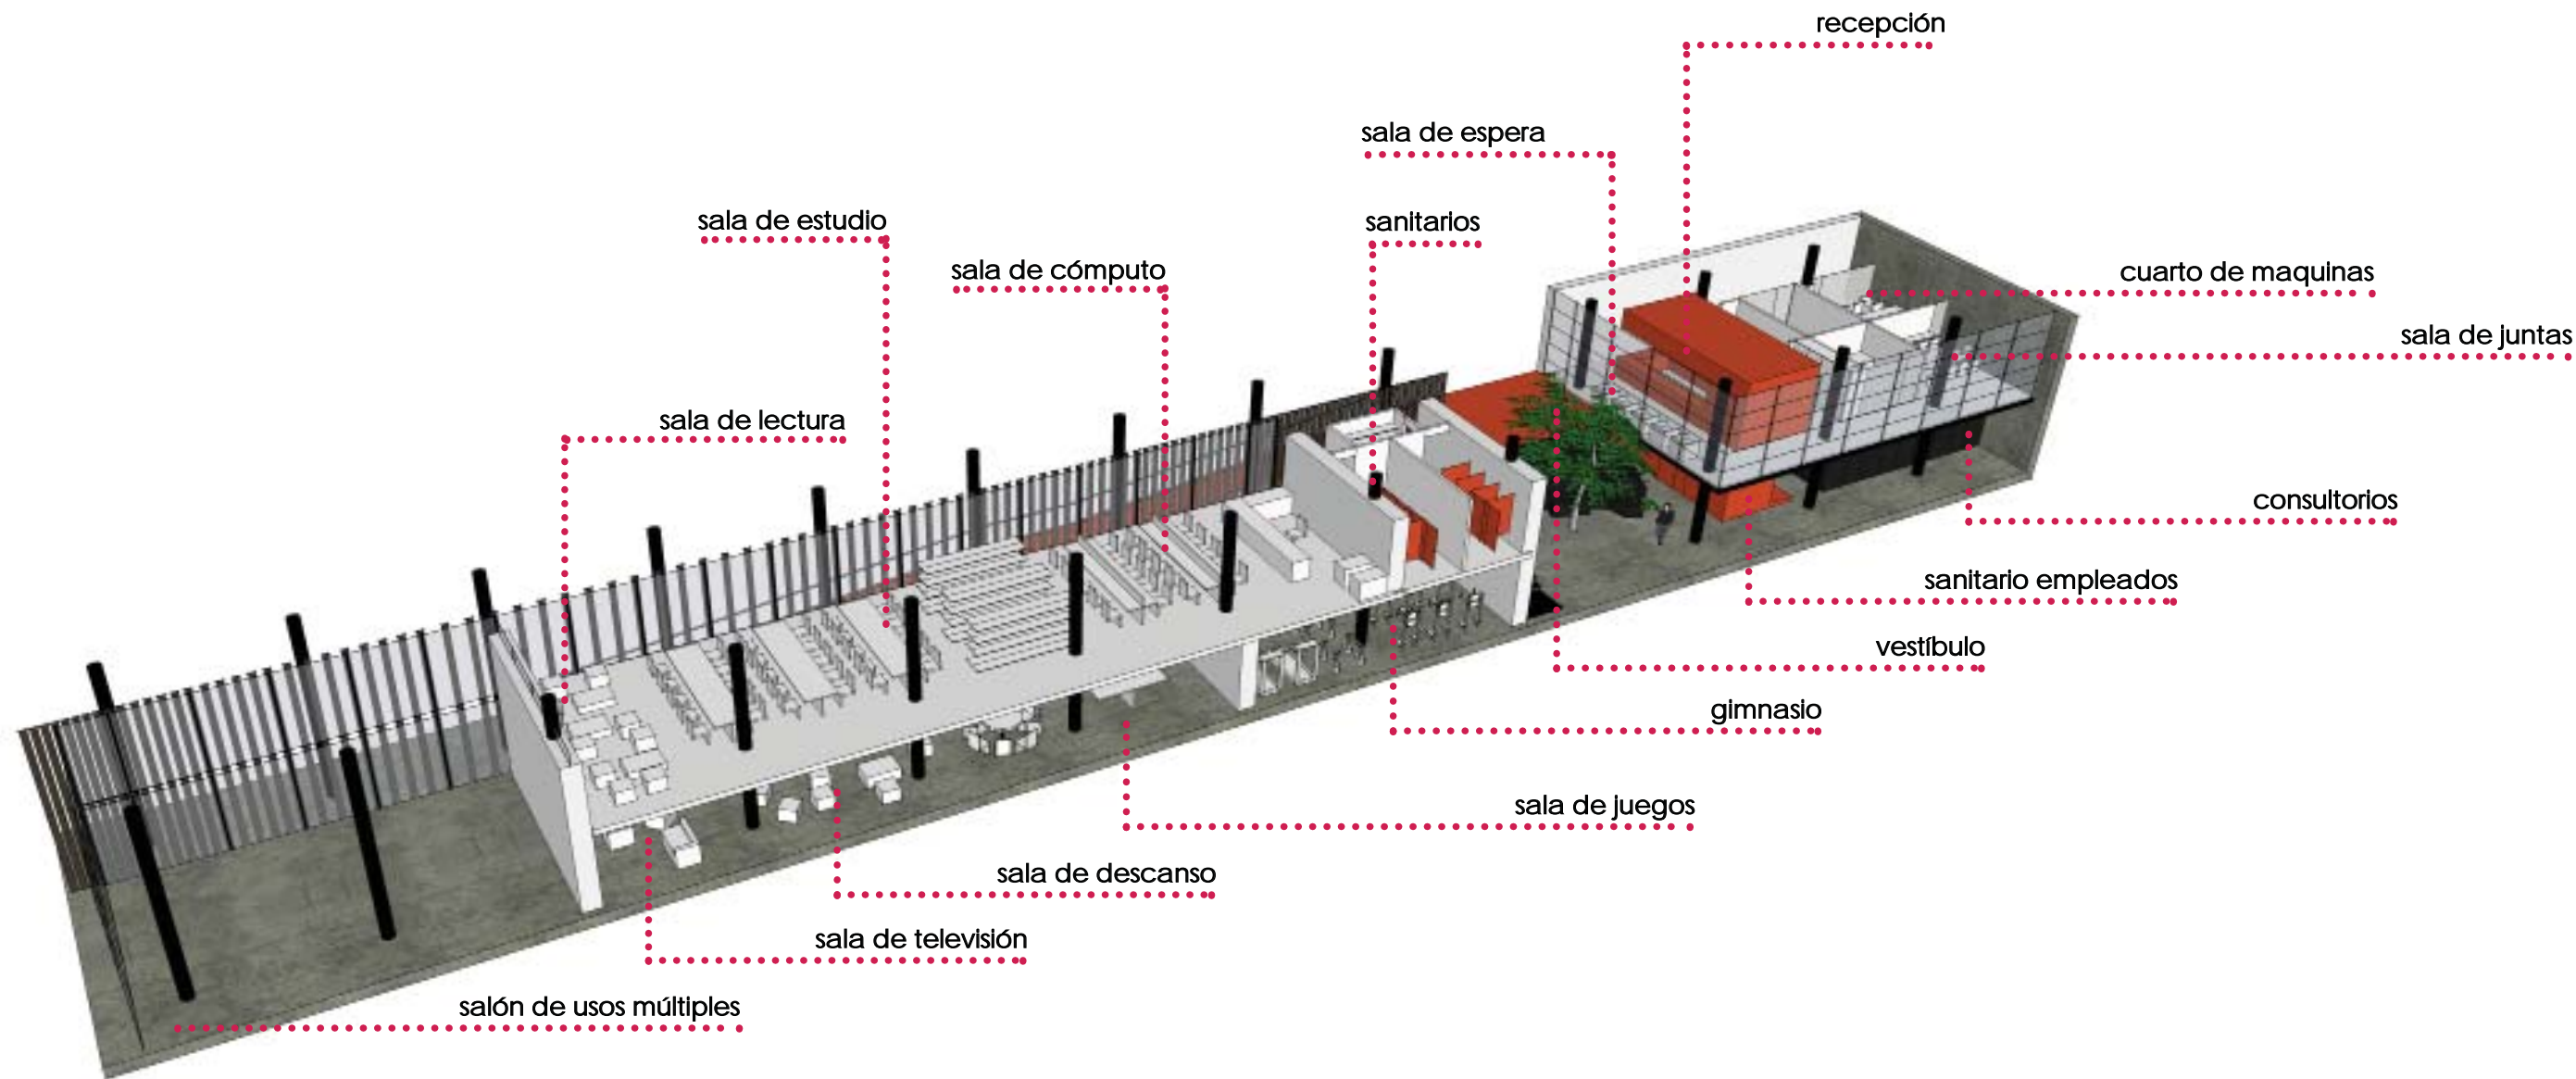 recepción
sala de espera
sala de estudio
sanitarios
sala de cómputo
cuarto de maquinas
sala de juntas
sala de lectura
consultorios
sanitario empleados
vestíbulo
gimnasio
sala de juegos
sala de descanso
sala de televisión
salón de usos múltiples